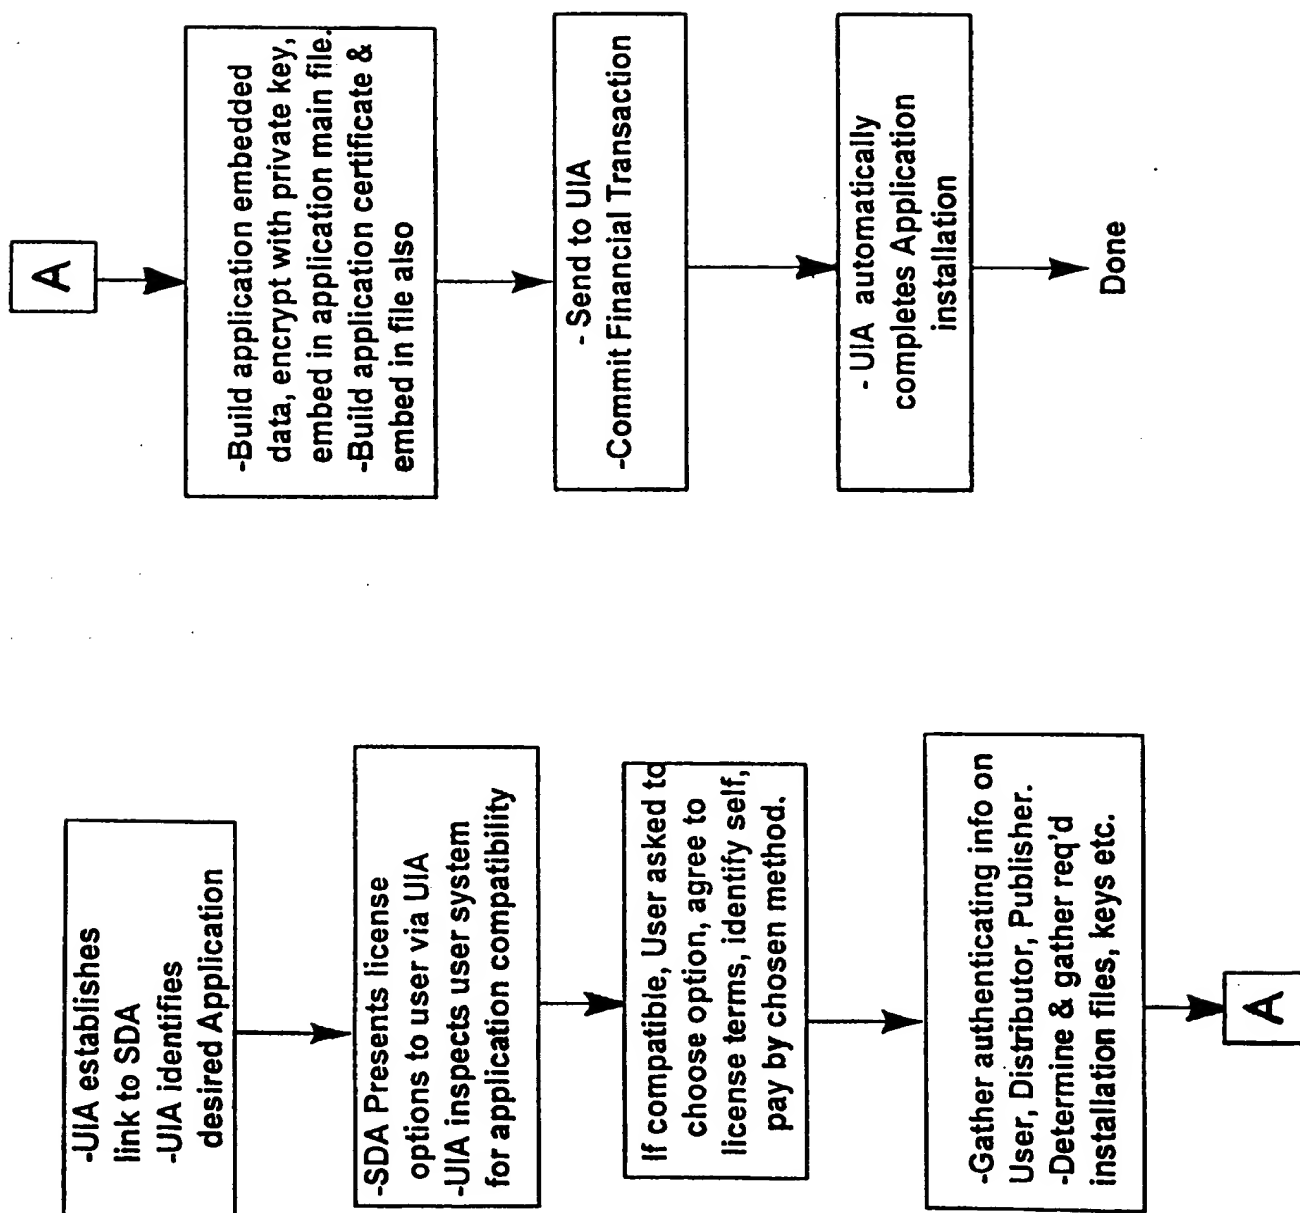 -UIA establishes
link to SDA
-UIA identifies
desired Application
-SDA Presents license
options to user via UIA
-UIA inspects user system
for application compatibility
If compatible, User asked to
choose option, agree to
license terms, identify self,
pay by chosen method.
-Gather authenticating info on
User, Distributor, Publisher.
-Determine & gather req'd
installation files, keys etc.
A
A
-Build application embedded
data, encrypt with private key,
embed in application main file.
-Build application certificate &
embed in file also
- Send to UIA
-Commit Financial Transaction
- UIA automatically
completes Application
installation
Done